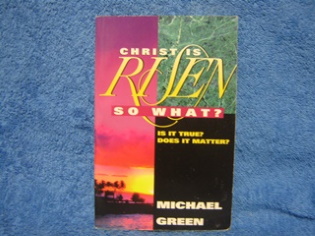 CHRIST IS
RISEN
SO WHAT?
IS IT TRUE?
DOES IT MATTER?
MICHAEL
GREEN